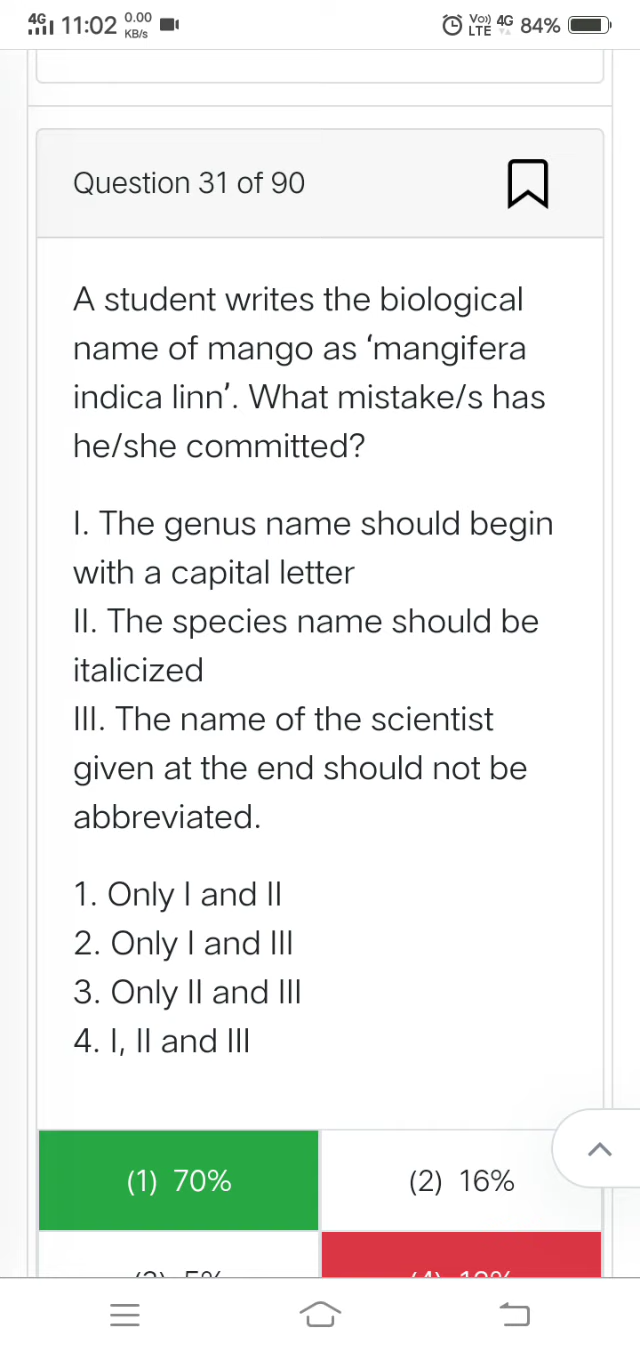 4G 11:02 0.00 KB/s
Vo)) LTE 4G 84%
Question 31 of 90
A student writes the biological
name of mango as ‘mangifera
indica linn’. What mistake/s has
he/she committed?
I. The genus name should begin
with a capital letter
II. The species name should be
italicized
III. The name of the scientist
given at the end should not be
abbreviated.
1. Only I and II
2. Only I and III
3. Only II and III
4. I, II and III
(1) 70%
(2) 16%